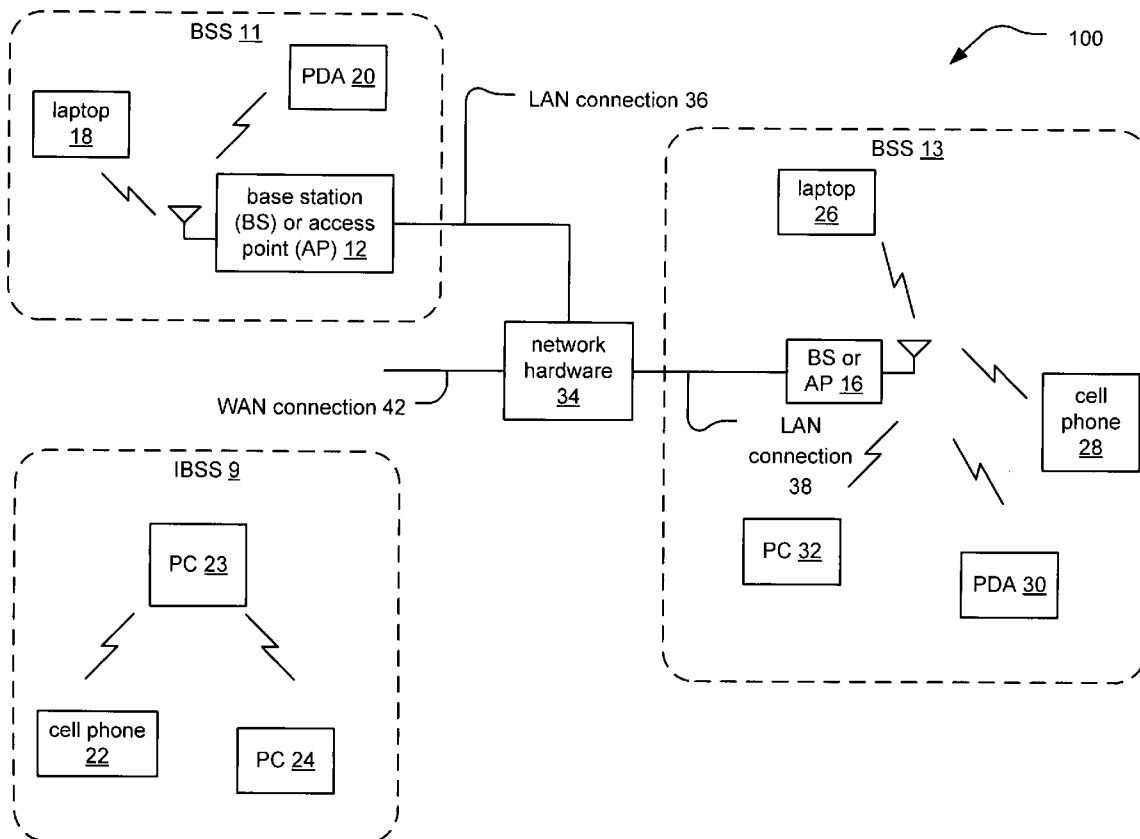 BSS 11
100
PDA 20
LAN connection 36
laptop
18
BSS 13
laptop
26
base station
(BS) or access
point (AP) 12
network
hardware
34
BS or
AP 16
WAN connection 42
cell
phone
28
LAN
connection
38
IBSS 9
PC 23
PC 32
PDA 30
cell phone
22
PC 24